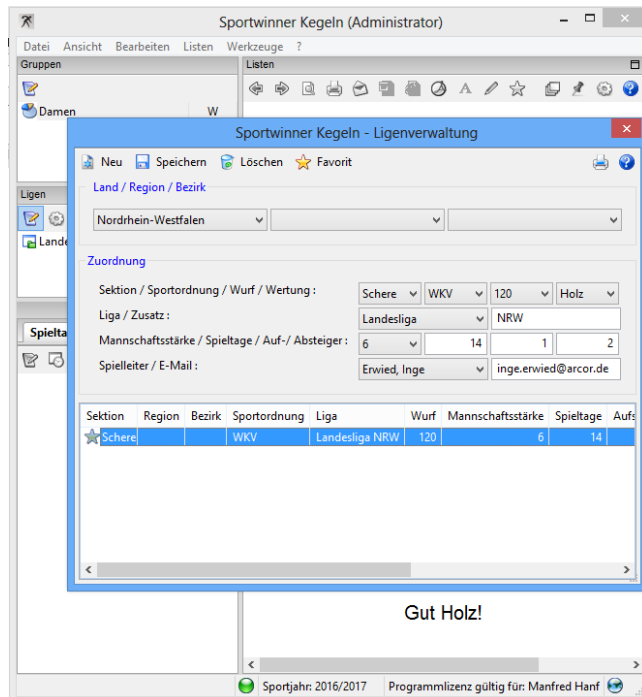 Sportwinner Kegeln (Administrator)
Datei Ansicht Bearbeiten Listen Werkzeuge ?
Gruppen
Listen
Damen W
Sportwinner Kegeln - Ligenverwaltung
Neu Speichern Löschen Favorit
Land / Region / Bezirk
Nordrhein-Westfalen
Ligen
Lande
Zuordnung
Sektion / Sportordnung / Wurf / Wertung : Schere WKV 120 Holz
Liga / Zusatz : Landesliga NRW
Mannschaftsstärke / Spieltage / Auf-/ Absteiger : 6 14 1 2
Spielleiter / E-Mail : Erwied, Inge inge.erwied@arcor.de
Spielta
Sektion Region Bezirk Sportordnung Liga Wurf Mannschaftsstärke Spieltage Aufs
Schere WKV Landesliga NRW 120 6 14
Gut Holz!
Sportjahr: 2016/2017 Programmlizenz gültig für: Manfred Hanf